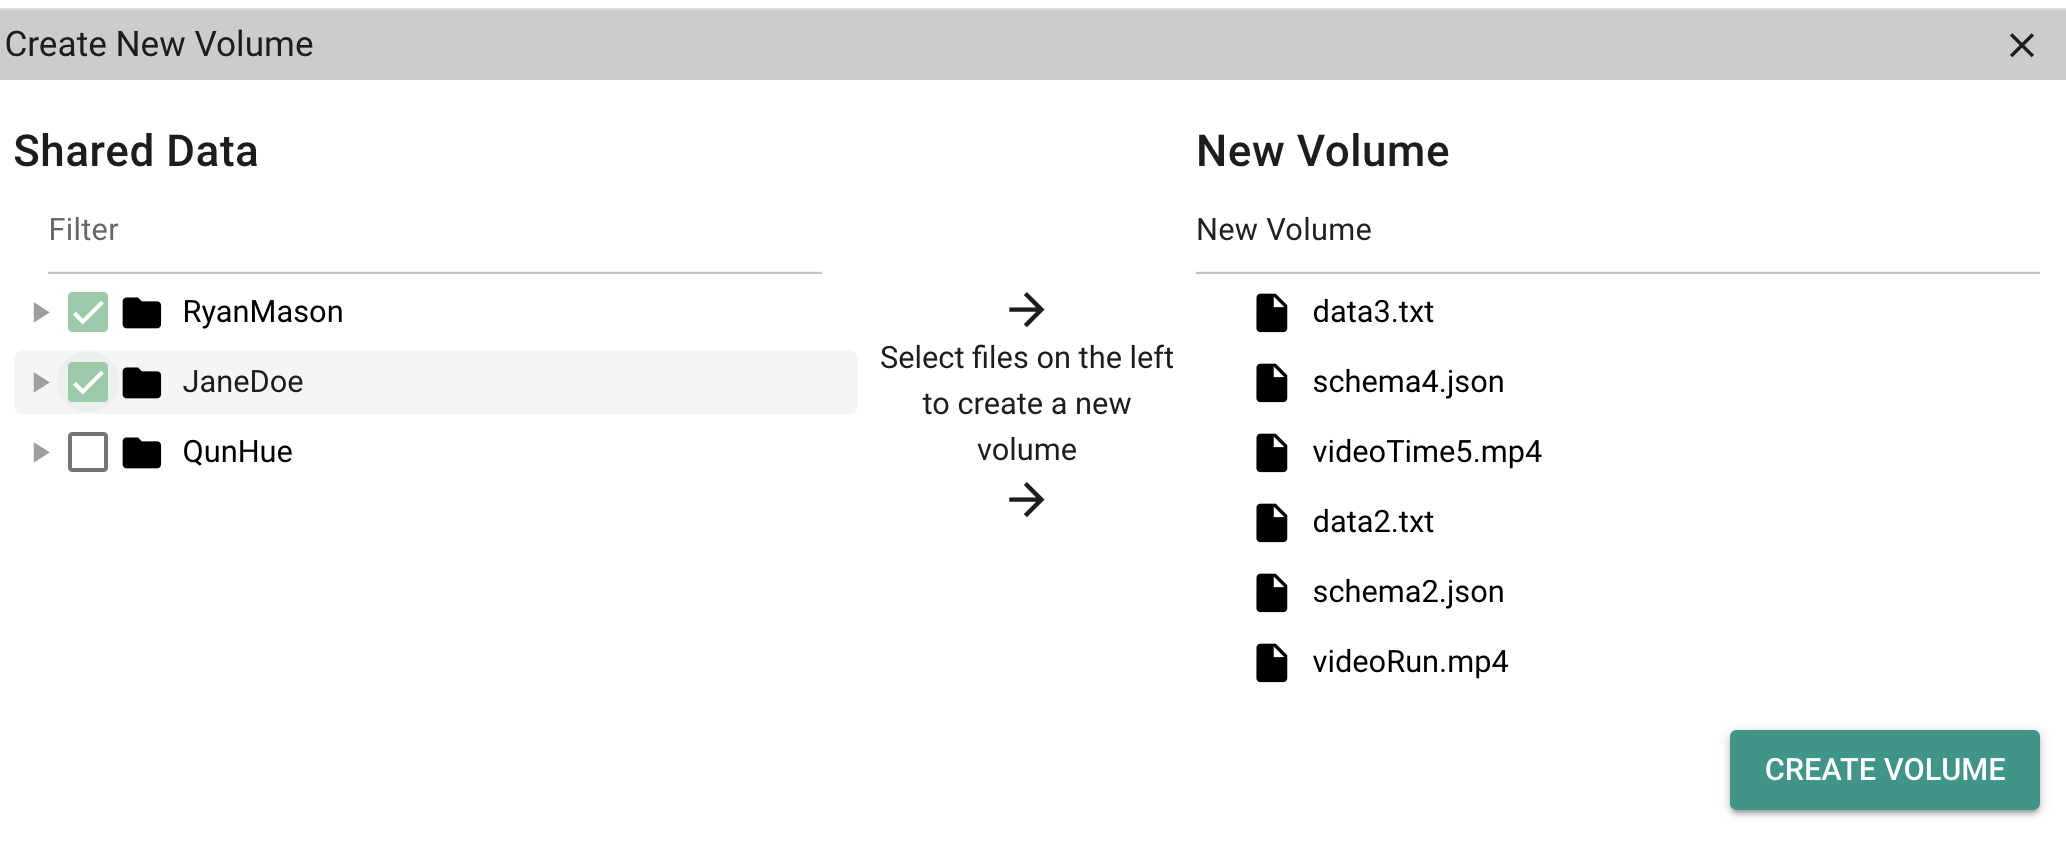 Create New Volume
Shared Data
Filter
RyanMason
JaneDoe
QunHue
Select files on the left
to create a new
volume
New Volume
New Volume
data3.txt
schema4.json
videoTime5.mp4
data2.txt
schema2.json
videoRun.mp4
CREATE VOLUME